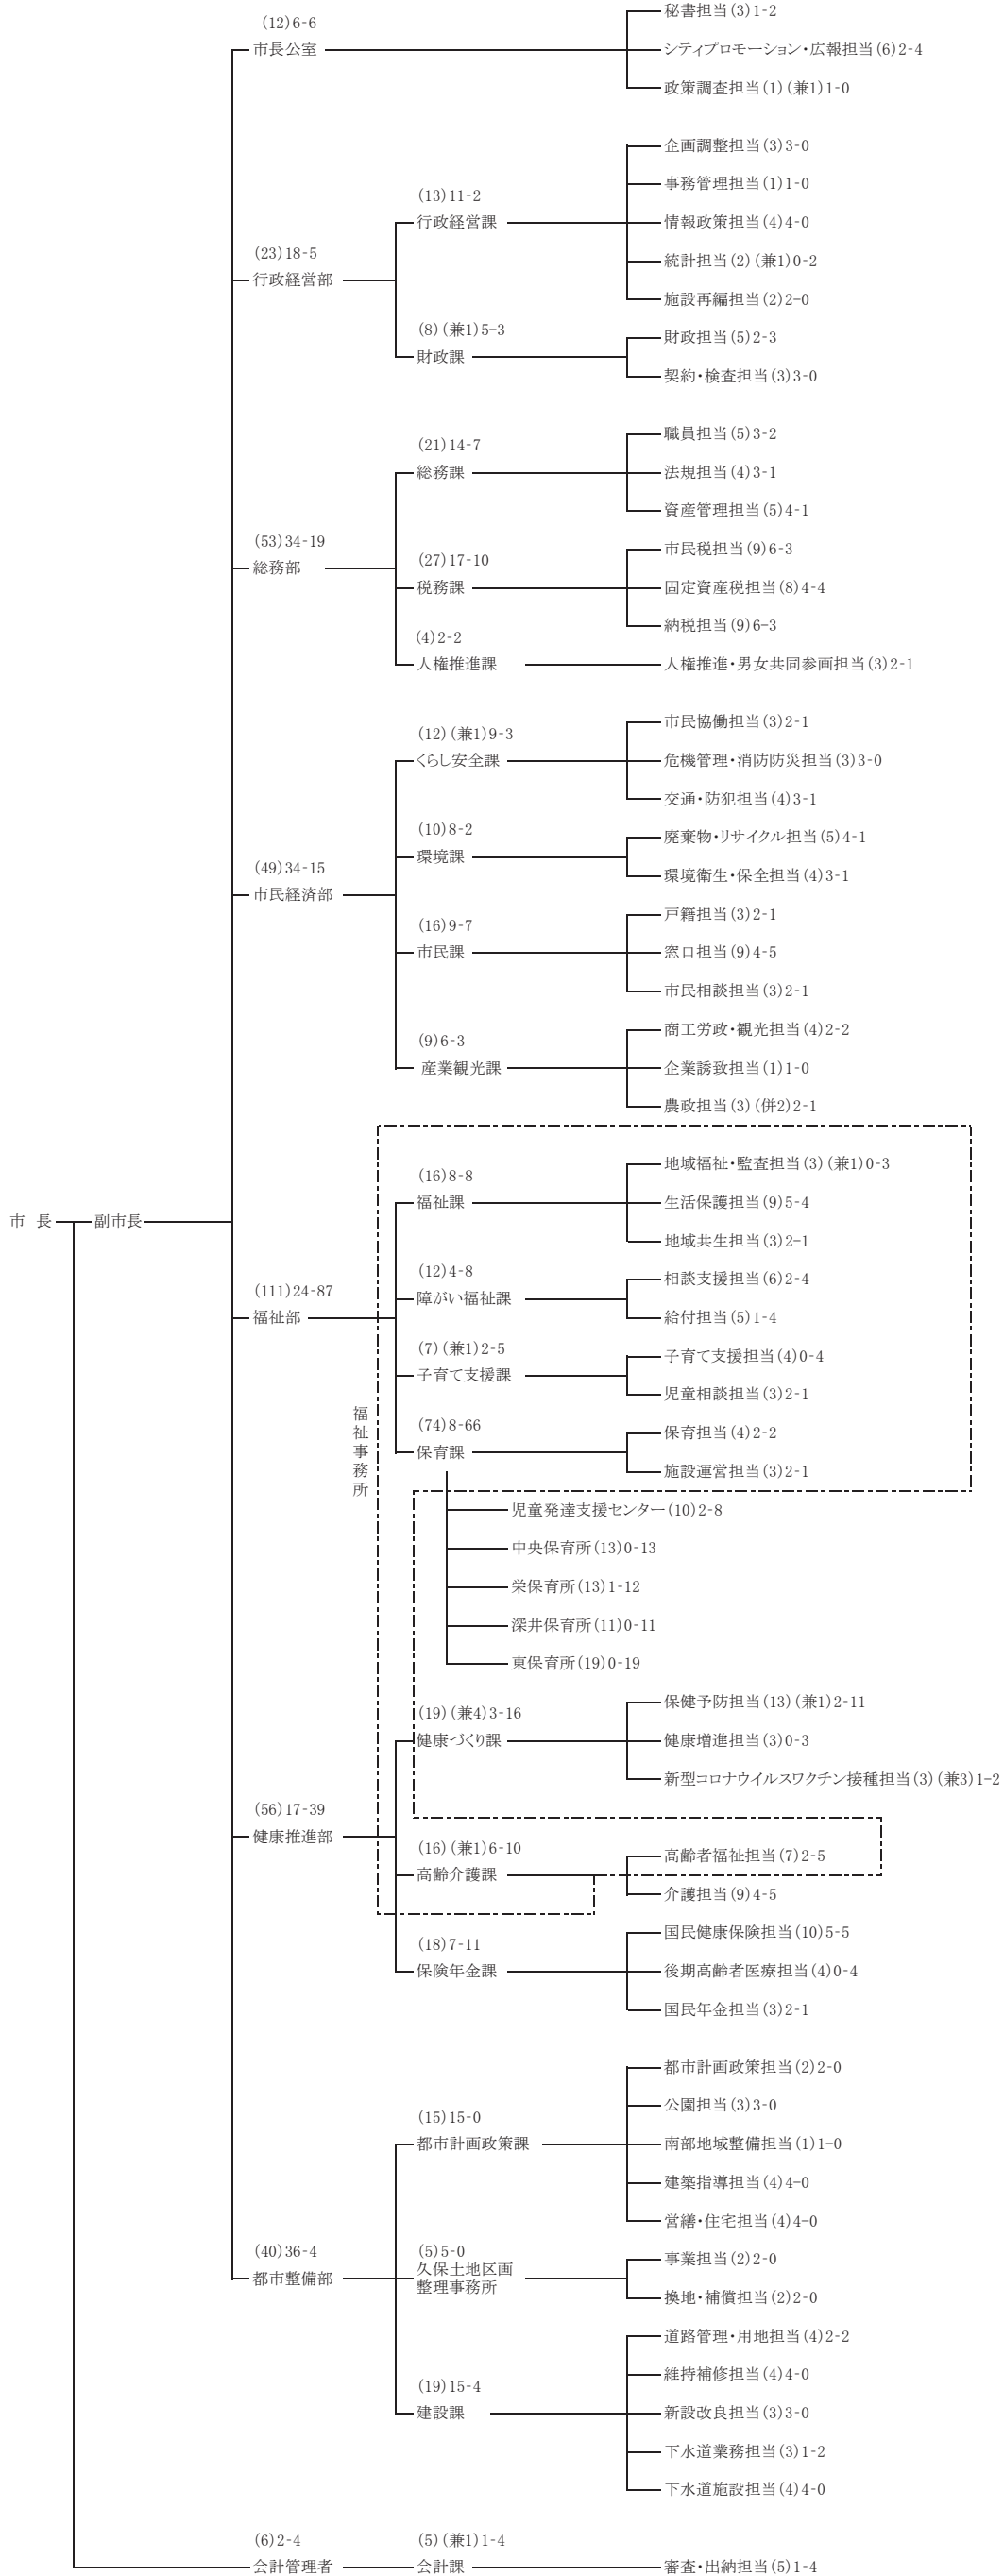 (12)6-6
市長公室
秘書担当(3)1-2
シティプロモーション・広報担当(6)2-4
政策調査担当(1)(兼1)1-0
(23)18-5
行政経営部
(13)11-2
行政経営課
企画調整担当(3)3-0
事務管理担当(1)1-0
情報政策担当(4)4-0
統計担当(2)(兼1)0-2
施設再編担当(2)2-0
(8)(兼1)5-3
財政課
財政担当(5)2-3
契約・検査担当(3)3-0
(53)34-19
総務部
(21)14-7
総務課
職員担当(5)3-2
法規担当(4)3-1
資産管理担当(5)4-1
(27)17-10
税務課
市民税担当(9)6-3
固定資産税担当(8)4-4
納税担当(9)6-3
(4)2-2
人権推進課
人権推進・男女共同参画担当(3)2-1
(49)34-15
市民経済部
(12)(兼1)9-3
くらし安全課
市民協働担当(3)2-1
危機管理・消防防災担当(3)3-0
交通・防犯担当(4)3-1
(10)8-2
環境課
廃棄物・リサイクル担当(5)4-1
環境衛生・保全担当(4)3-1
(16)9-7
市民課
戸籍担当(3)2-1
窓口担当(9)4-5
市民相談担当(3)2-1
(9)6-3
産業観光課
商工労政・観光担当(4)2-2
企業誘致担当(1)1-0
農政担当(3)(併2)2-1
市 長
副市長
(111)24-87
福祉部
福祉事務所
(16)8-8
福祉課
地域福祉・監査担当(3)(兼1)0-3
生活保護担当(9)5-4
地域共生担当(3)2-1
(12)4-8
障がい福祉課
相談支援担当(6)2-4
給付担当(5)1-4
(7)(兼1)2-5
子育て支援課
子育て支援担当(4)0-4
児童相談担当(3)2-1
(74)8-66
保育課
保育担当(4)2-2
施設運営担当(3)2-1
児童発達支援センター(10)2-8
中央保育所(13)0-13
栄保育所(13)1-12
深井保育所(11)0-11
東保育所(19)0-19
(56)17-39
健康推進部
(19)(兼4)3-16
健康づくり課
保健予防担当(13)(兼1)2-11
健康増進担当(3)0-3
新型コロナウイルスワクチン接種担当(3)(兼3)1-2
(16)(兼1)6-10
高齢介護課
高齢者福祉担当(7)2-5
介護担当(9)4-5
(18)7-11
保険年金課
国民健康保険担当(10)5-5
後期高齢者医療担当(4)0-4
国民年金担当(3)2-1
(40)36-4
都市整備部
(15)15-0
都市計画政策課
都市計画政策担当(2)2-0
公園担当(3)3-0
南部地域整備担当(1)1-0
建築指導担当(4)4-0
営繕・住宅担当(4)4-0
(5)5-0
久保土地区画
整理事務所
事業担当(2)2-0
換地・補償担当(2)2-0
(19)15-4
建設課
道路管理・用地担当(4)2-2
維持補修担当(4)4-0
新設改良担当(3)3-0
下水道業務担当(3)1-2
下水道施設担当(4)4-0
(6)2-4
会計管理者
(5)(兼1)1-4
会計課
審査・出納担当(5)1-4